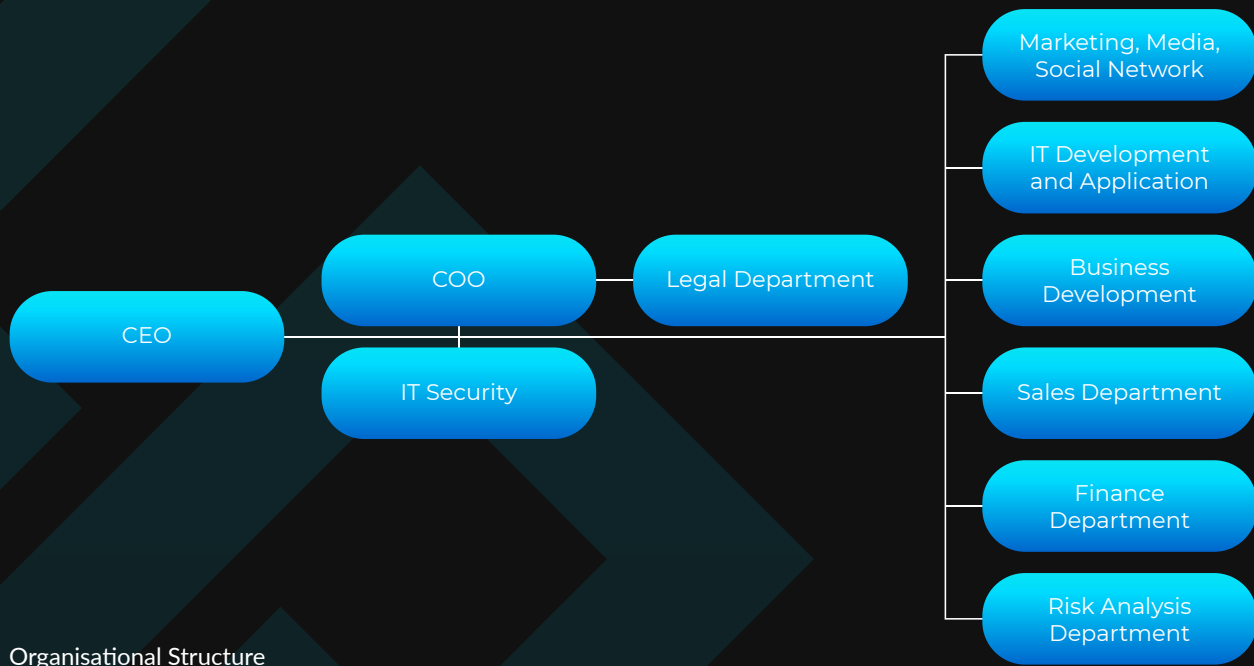 CEO
COO
IT Security
Legal Department
Marketing, Media,
Social Network
IT Development
and Application
Business
Development
Sales Department
Finance
Department
Risk Analysis
Department
Organisational Structure